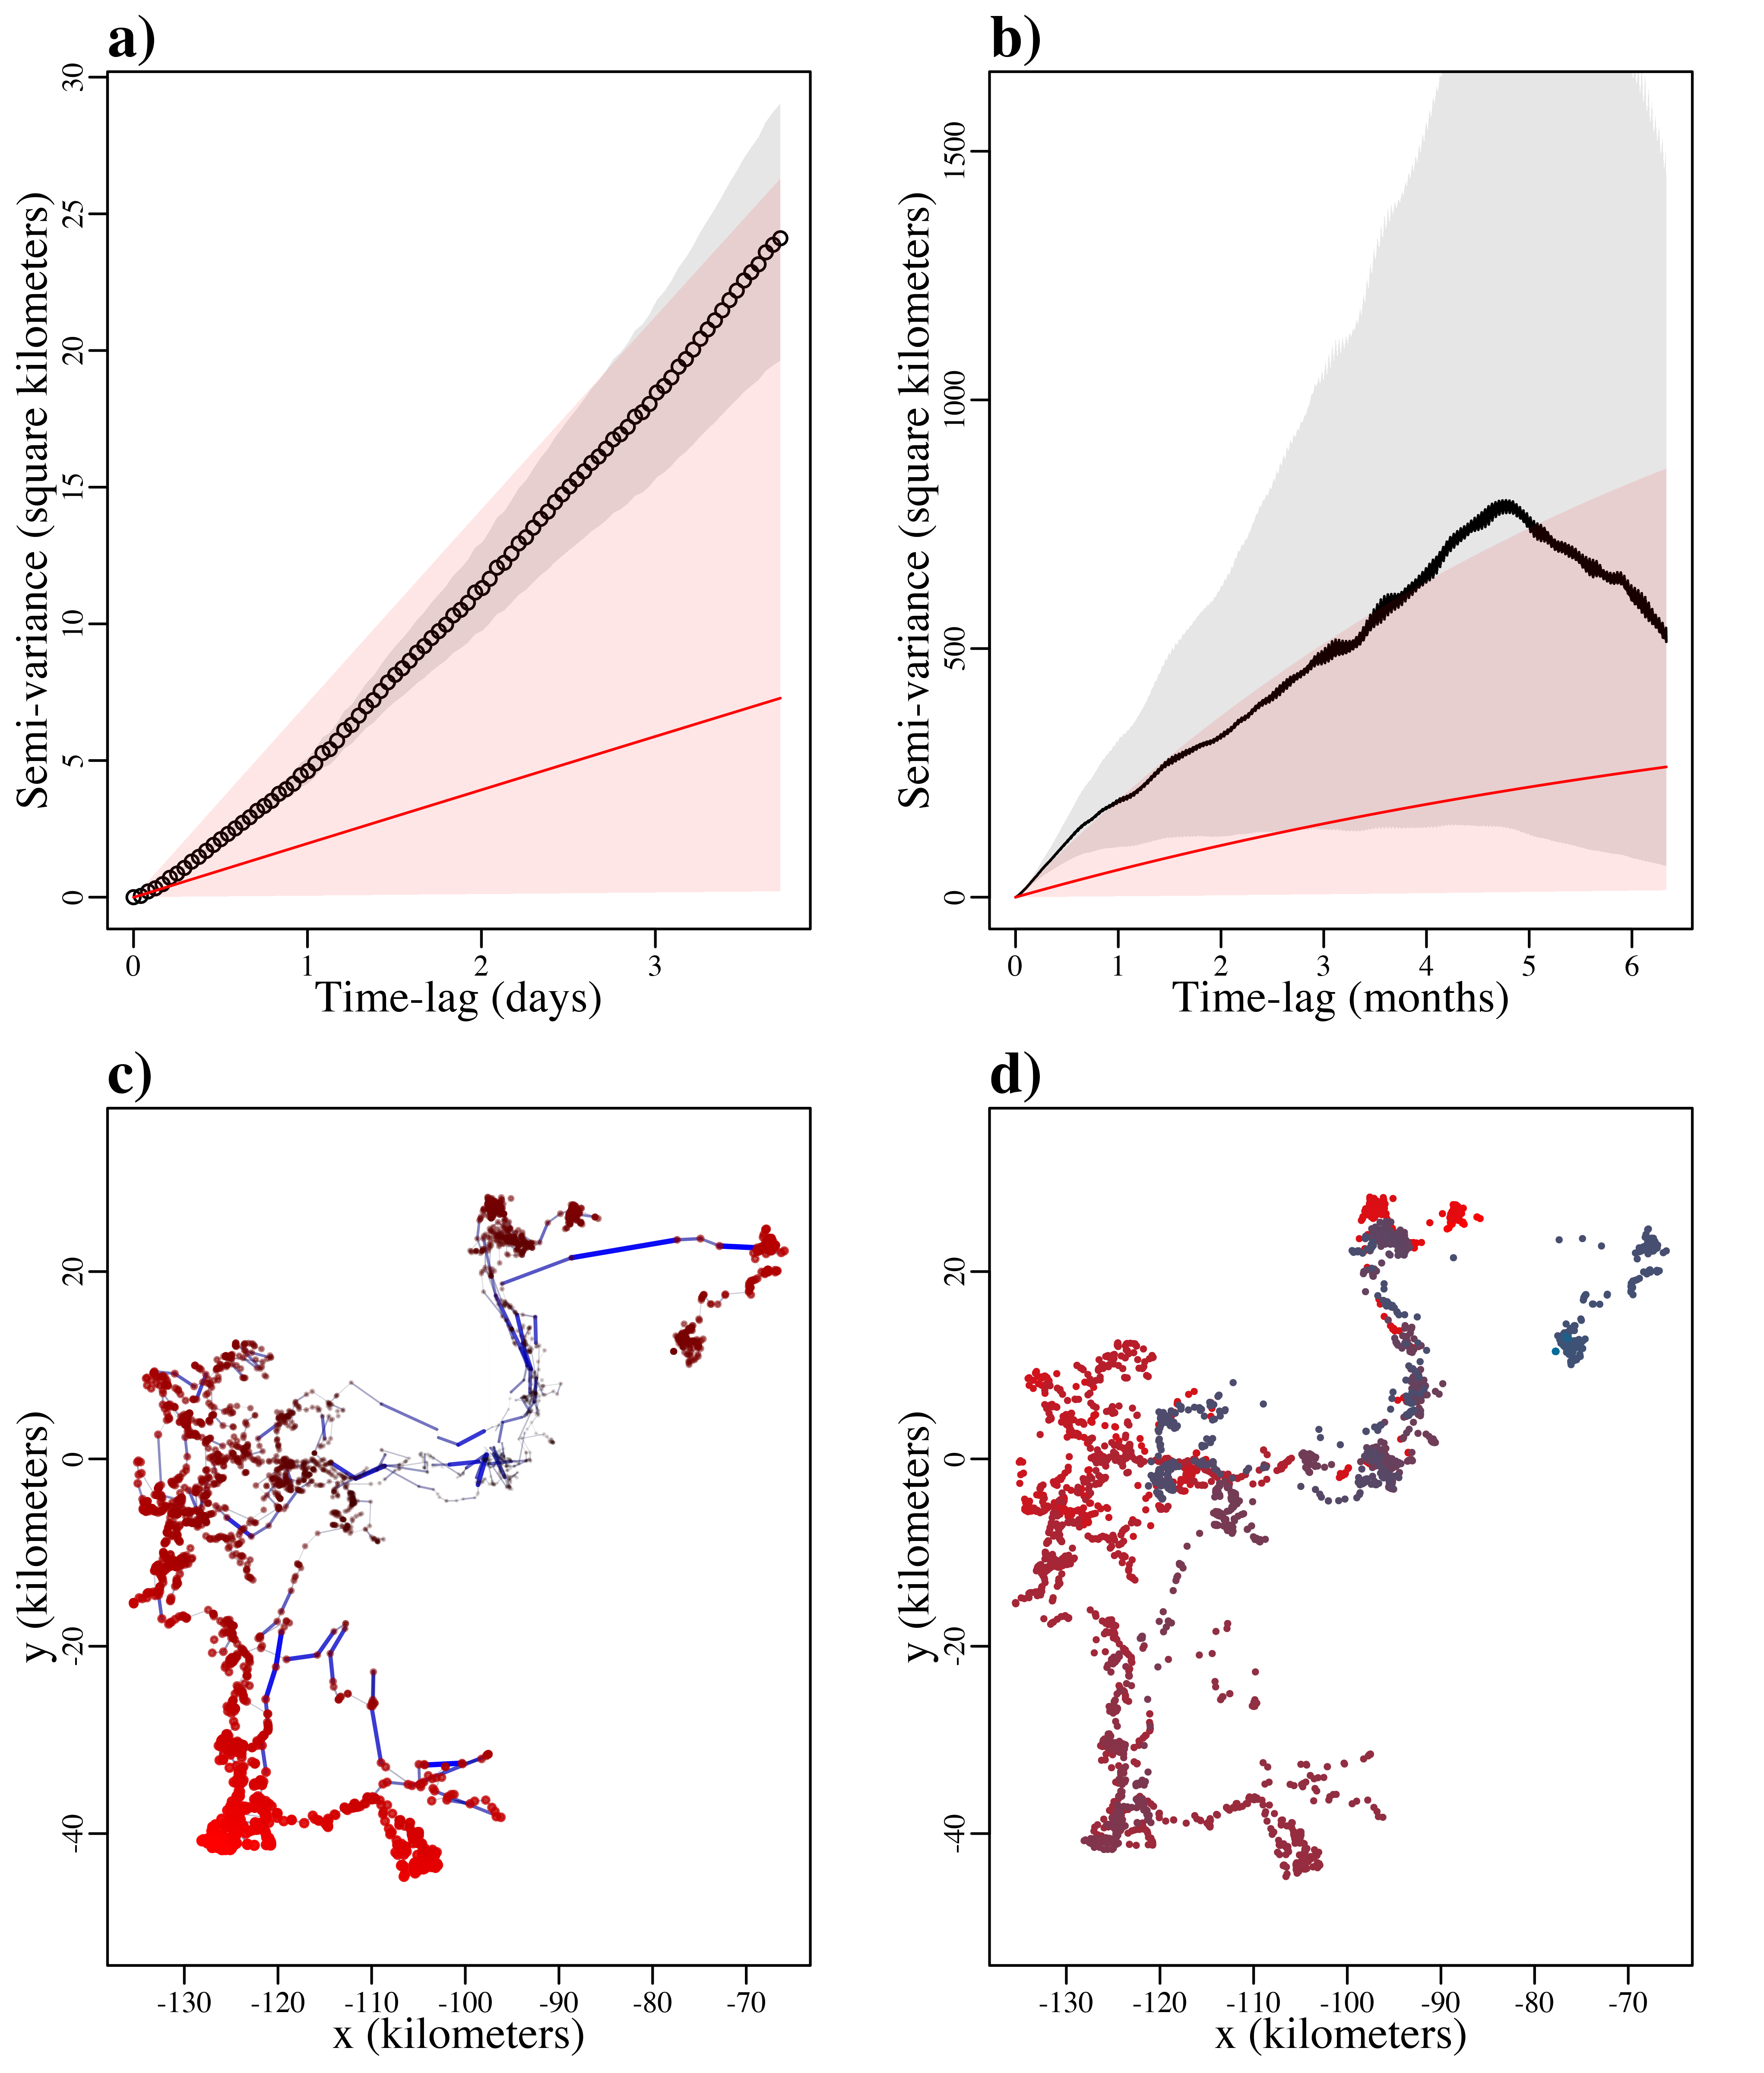 a)
Semi-variance (square kilometers)
30
25
20
15
10
5
0
0 1 2 3
Time-lag (days)
b)
Semi-variance (square kilometers)
1500
1000
500
0
0 1 2 3 4 5 6
Time-lag (months)
c)
y (kilometers)
20
0
-20
-40
-130 -120 -110 -100 -90 -80 -70
x (kilometers)
d)
y (kilometers)
20
0
-20
-40
-130 -120 -110 -100 -90 -80 -70
x (kilometers)